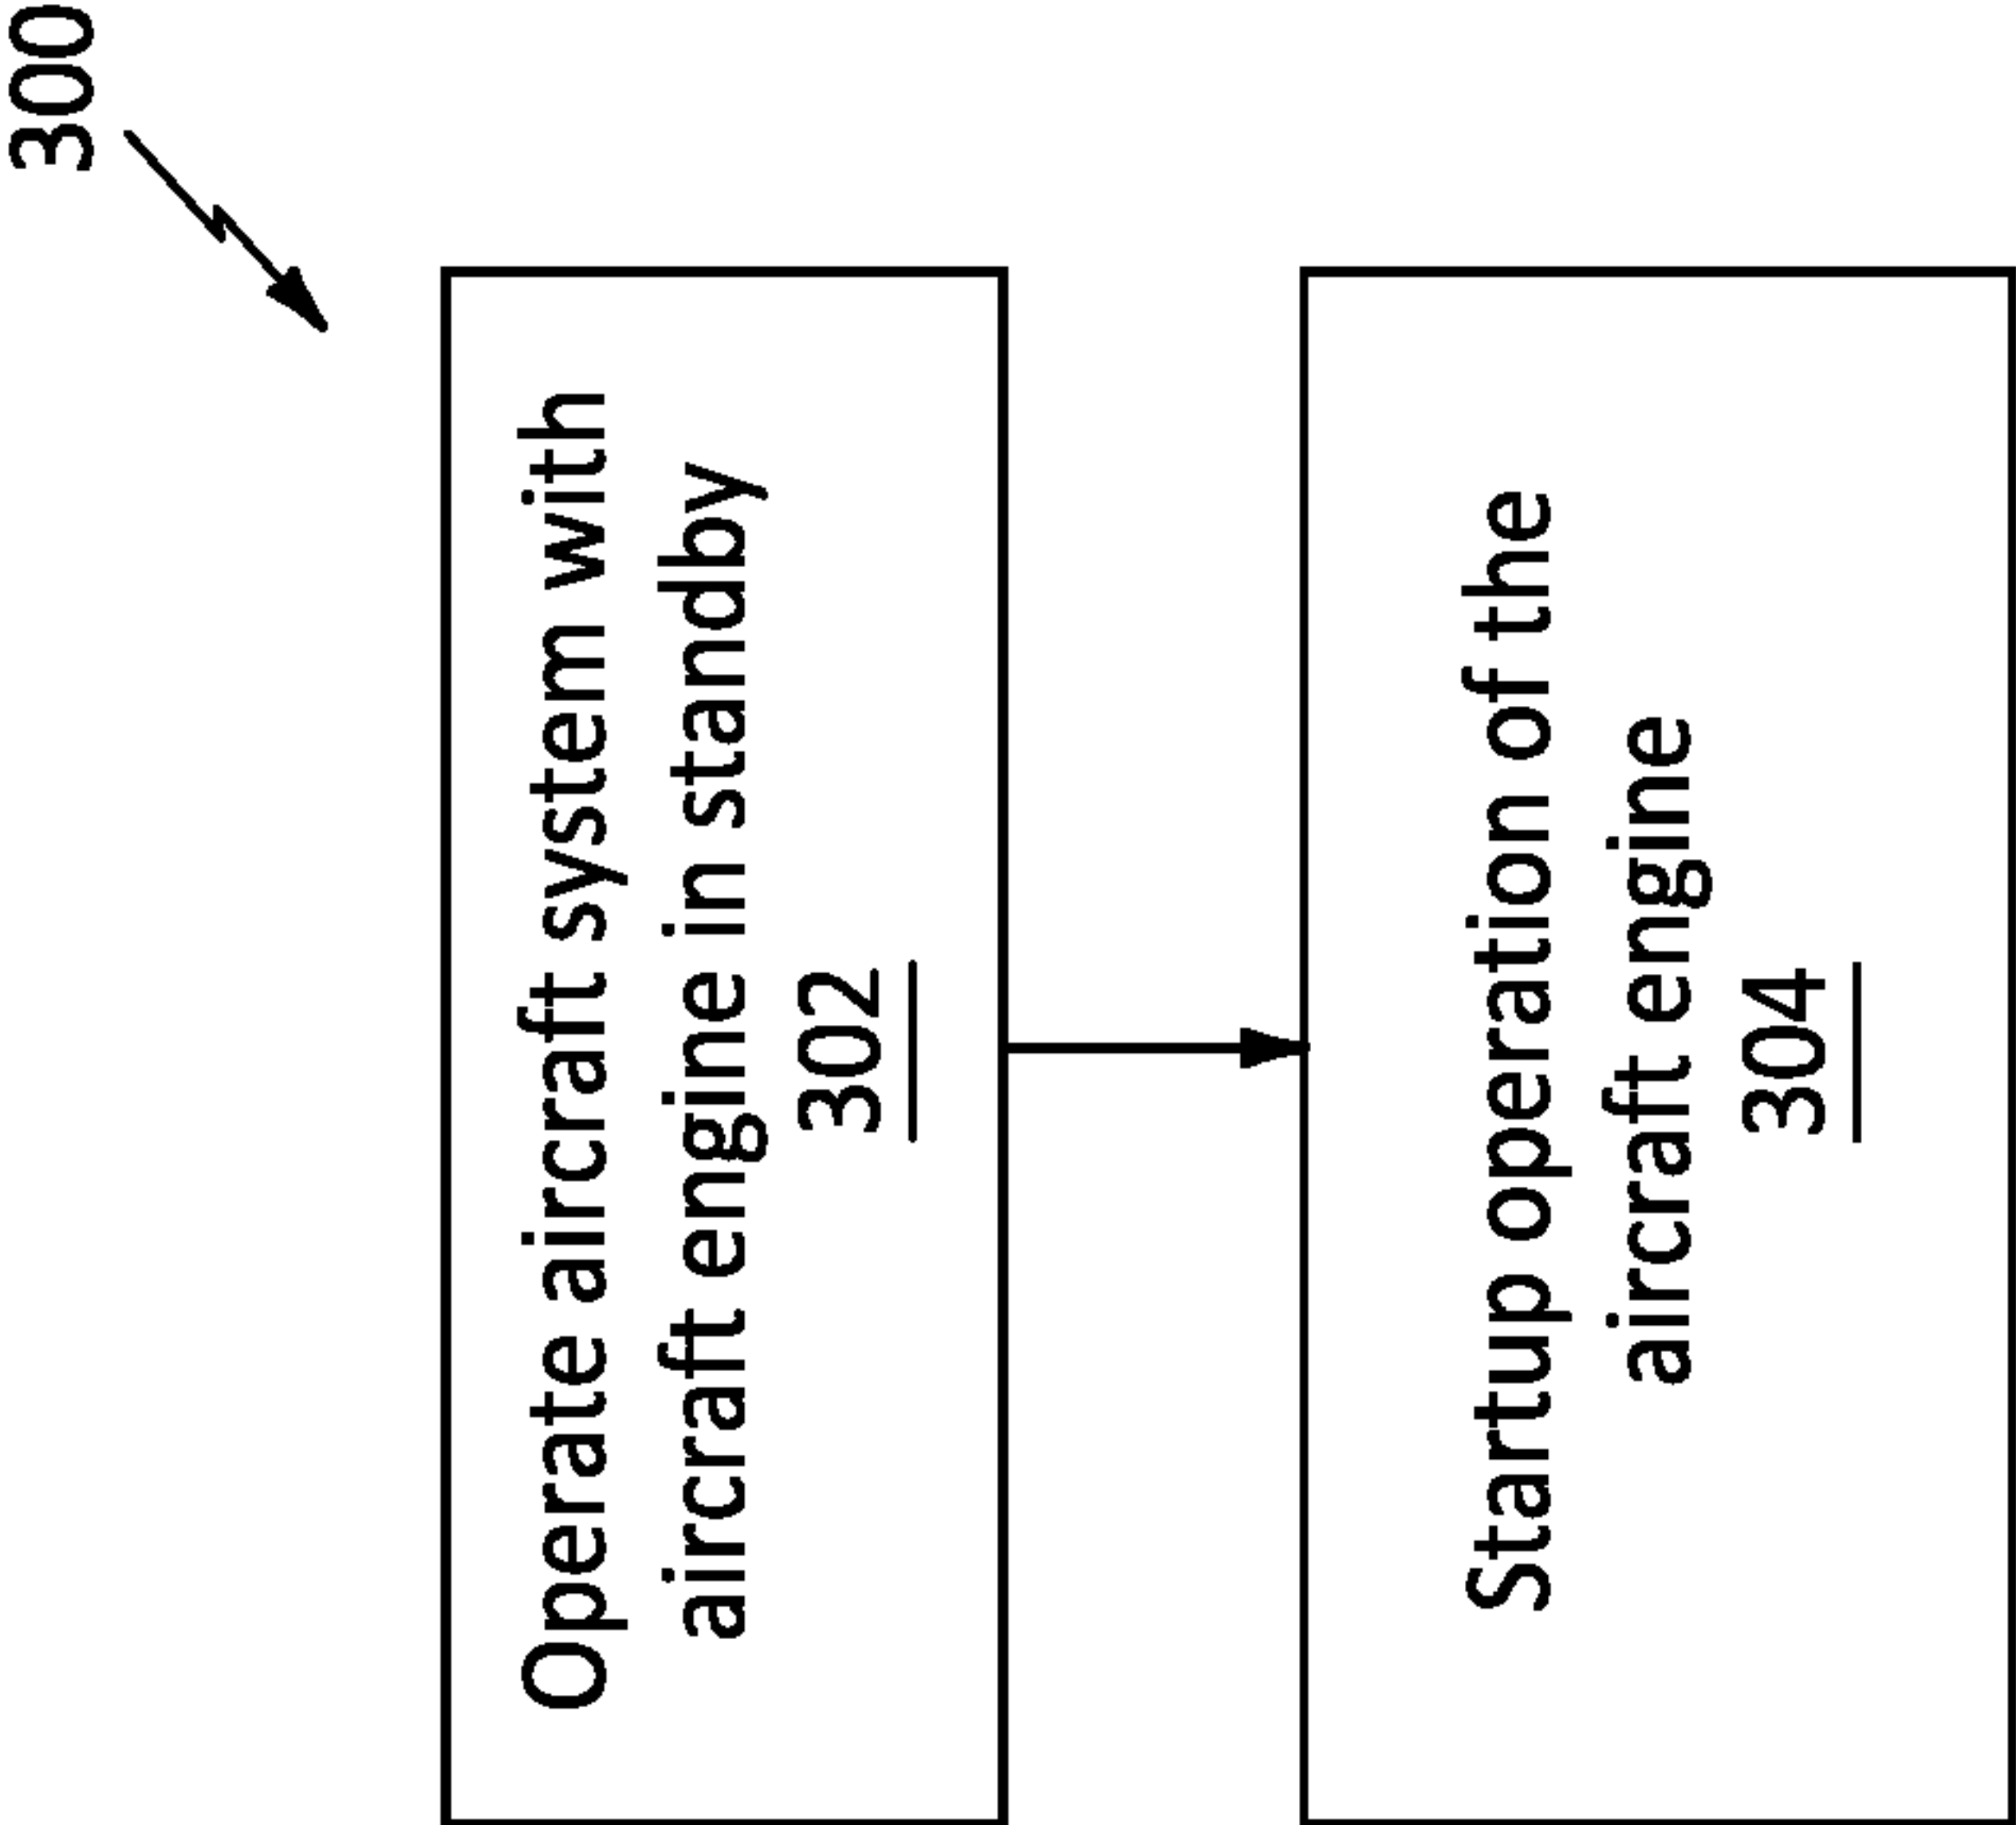 300
Operate aircraft system with
aircraft engine in standby
302
Startup operation of the
aircraft engine
304